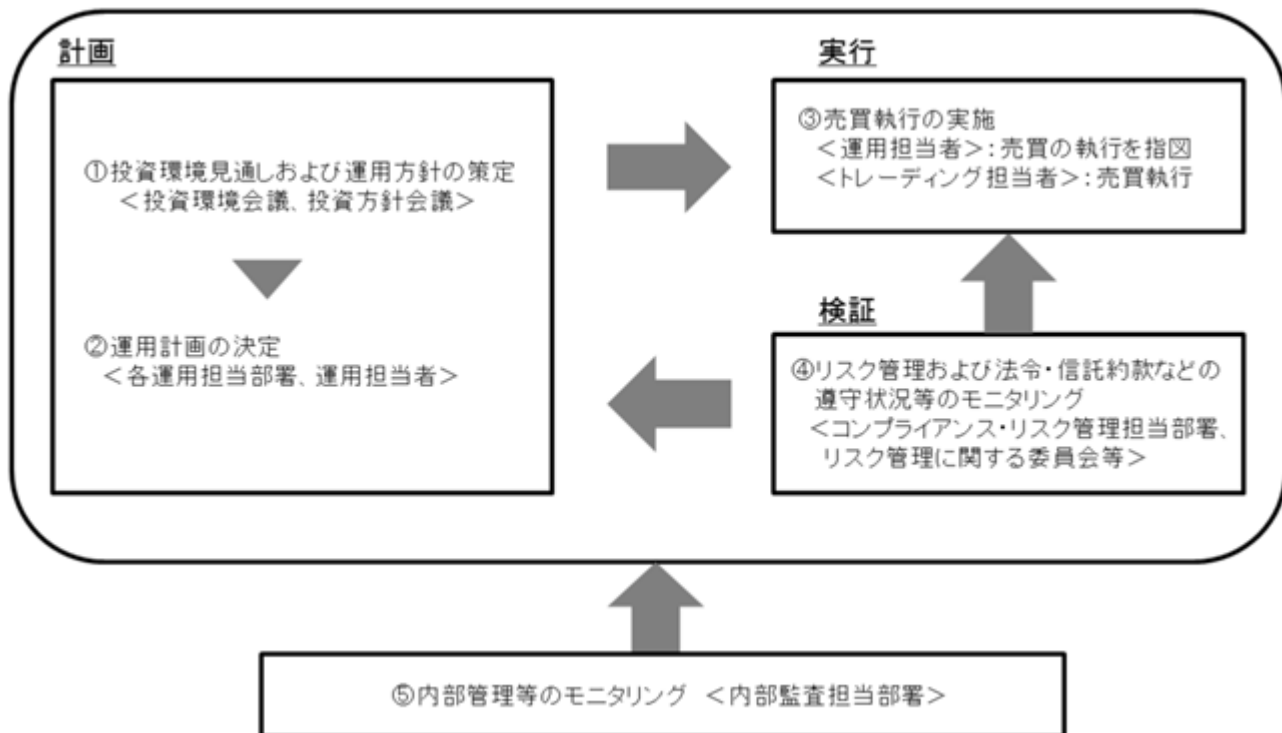 計画
①投資環境見通しおよび運用方針の策定
＜投資環境会議、投資方針会議＞
②運用計画の決定
＜各運用担当部署、運用担当者＞
実行
③売買執行の実施
＜運用担当者＞：売買の執行を指図
＜トレーディング担当者＞：売買執行
検証
④リスク管理および法令・信託約款などの
遵守状況等のモニタリング
＜コンプライアンス・リスク管理担当部署、
リスク管理に関する委員会等＞
⑤内部管理等のモニタリング ＜内部監査担当部署＞